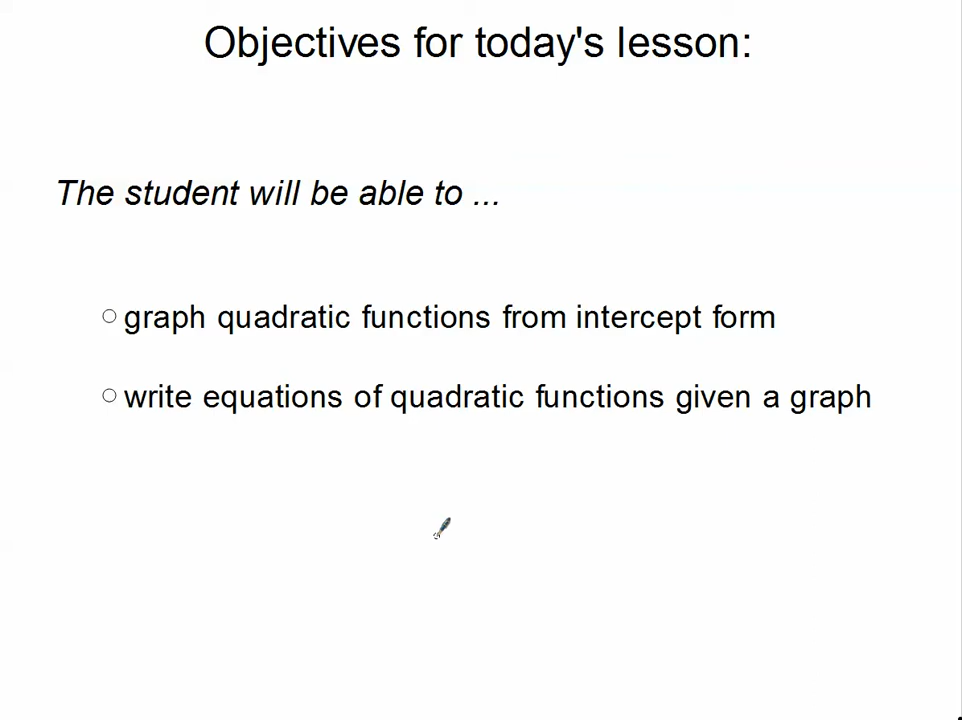 Objectives for today's lesson:
The student will be able to ...
○ graph quadratic functions from intercept form
○ write equations of quadratic functions given a graph